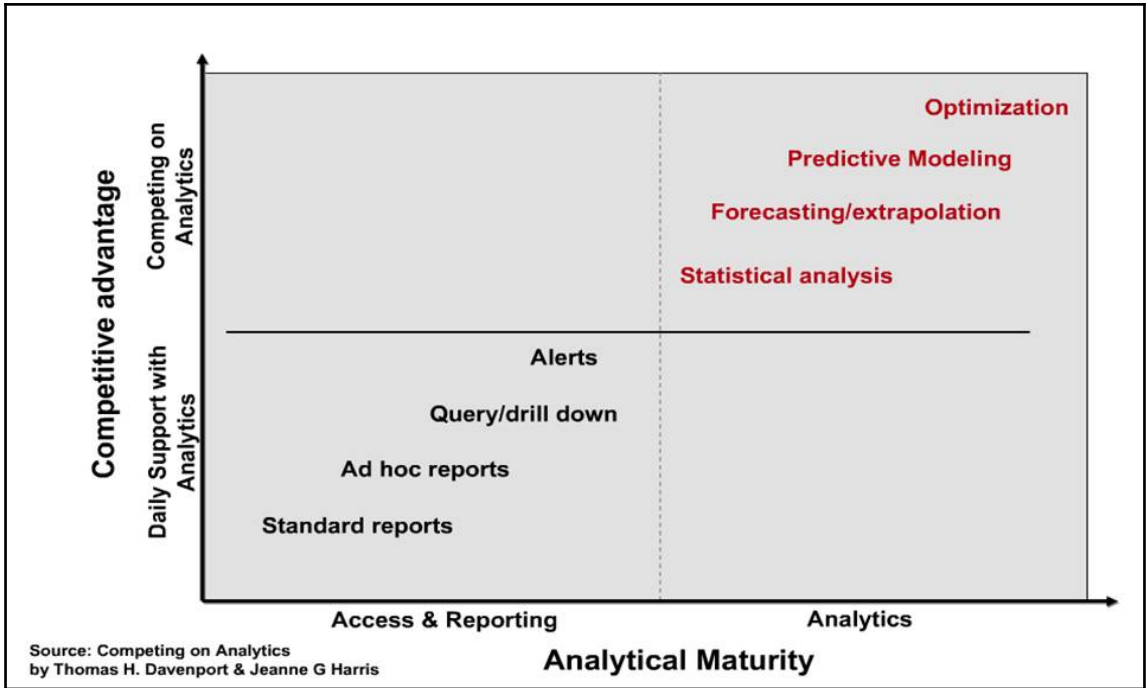 Competitive advantage
Competing on
Analytics
Daily Support with
Analytics
Optimization
Predictive Modeling
Forecasting/extrapolation
Statistical analysis
Alerts
Query/drill down
Ad hoc reports
Standard reports
Access & Reporting
Analytics
Analytical Maturity
Source: Competing on Analytics
by Thomas H. Davenport & Jeanne G Harris